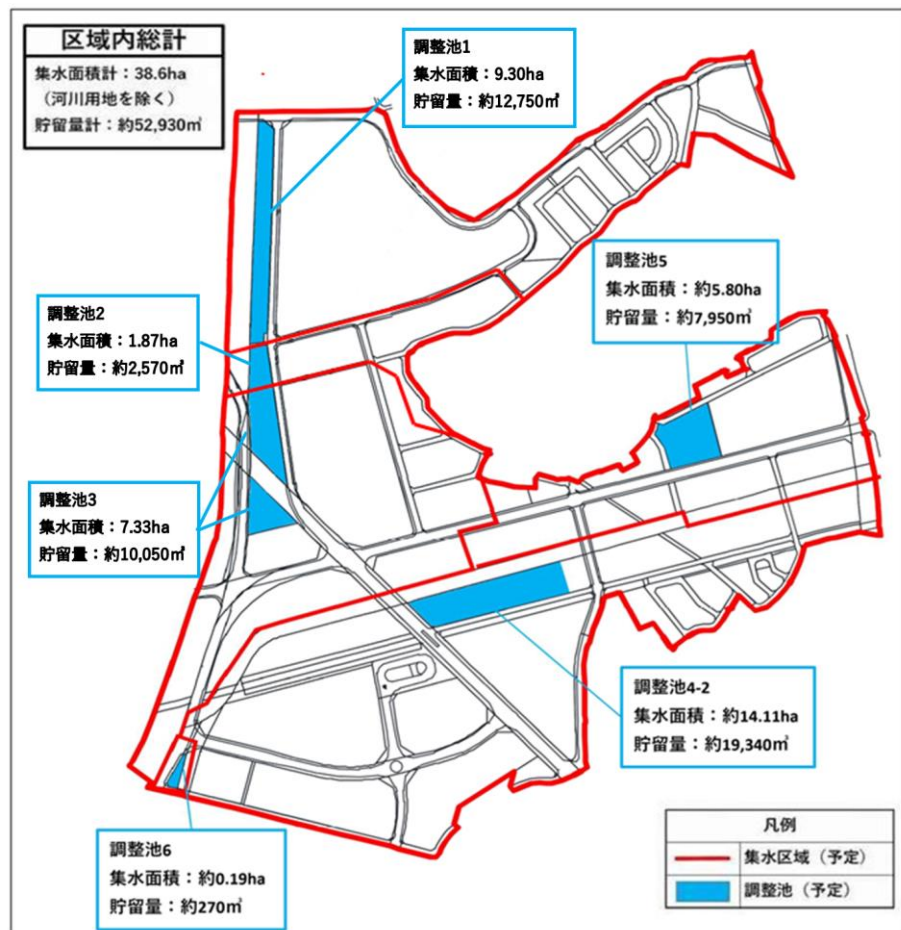 区域内総計
集水面積計：38.6ha
（河川用地を除く）
貯留量計：約52,930㎥
調整池1
集水面積：9.30ha
貯留量：約12,750㎥
調整池5
集水面積：約5.80ha
貯留量：約7,950㎥
調整池2
集水面積：1.87ha
貯留量：約2,570㎥
調整池3
集水面積：7.33ha
貯留量：約10,050㎥
調整池4-2
集水面積：約14.11ha
貯留量：約19,340㎥
調整池6
集水面積：約0.19ha
貯留量：約270㎥
凡例
集水区域（予定）
調整池（予定）